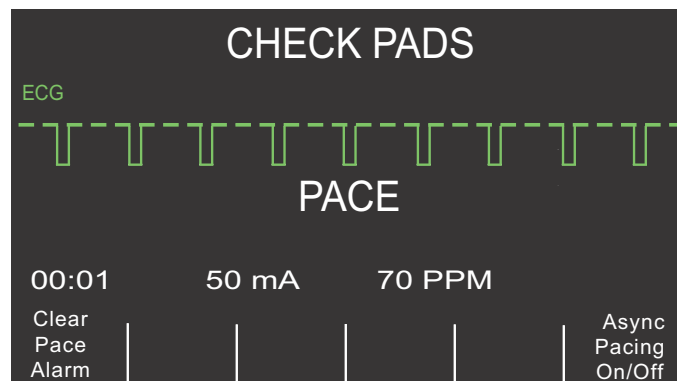 CHECK PADS
ECG
PACE
00:01 50 mA 70 PPM
Clear
Pace
Alarm
Async
Pacing
On/Off